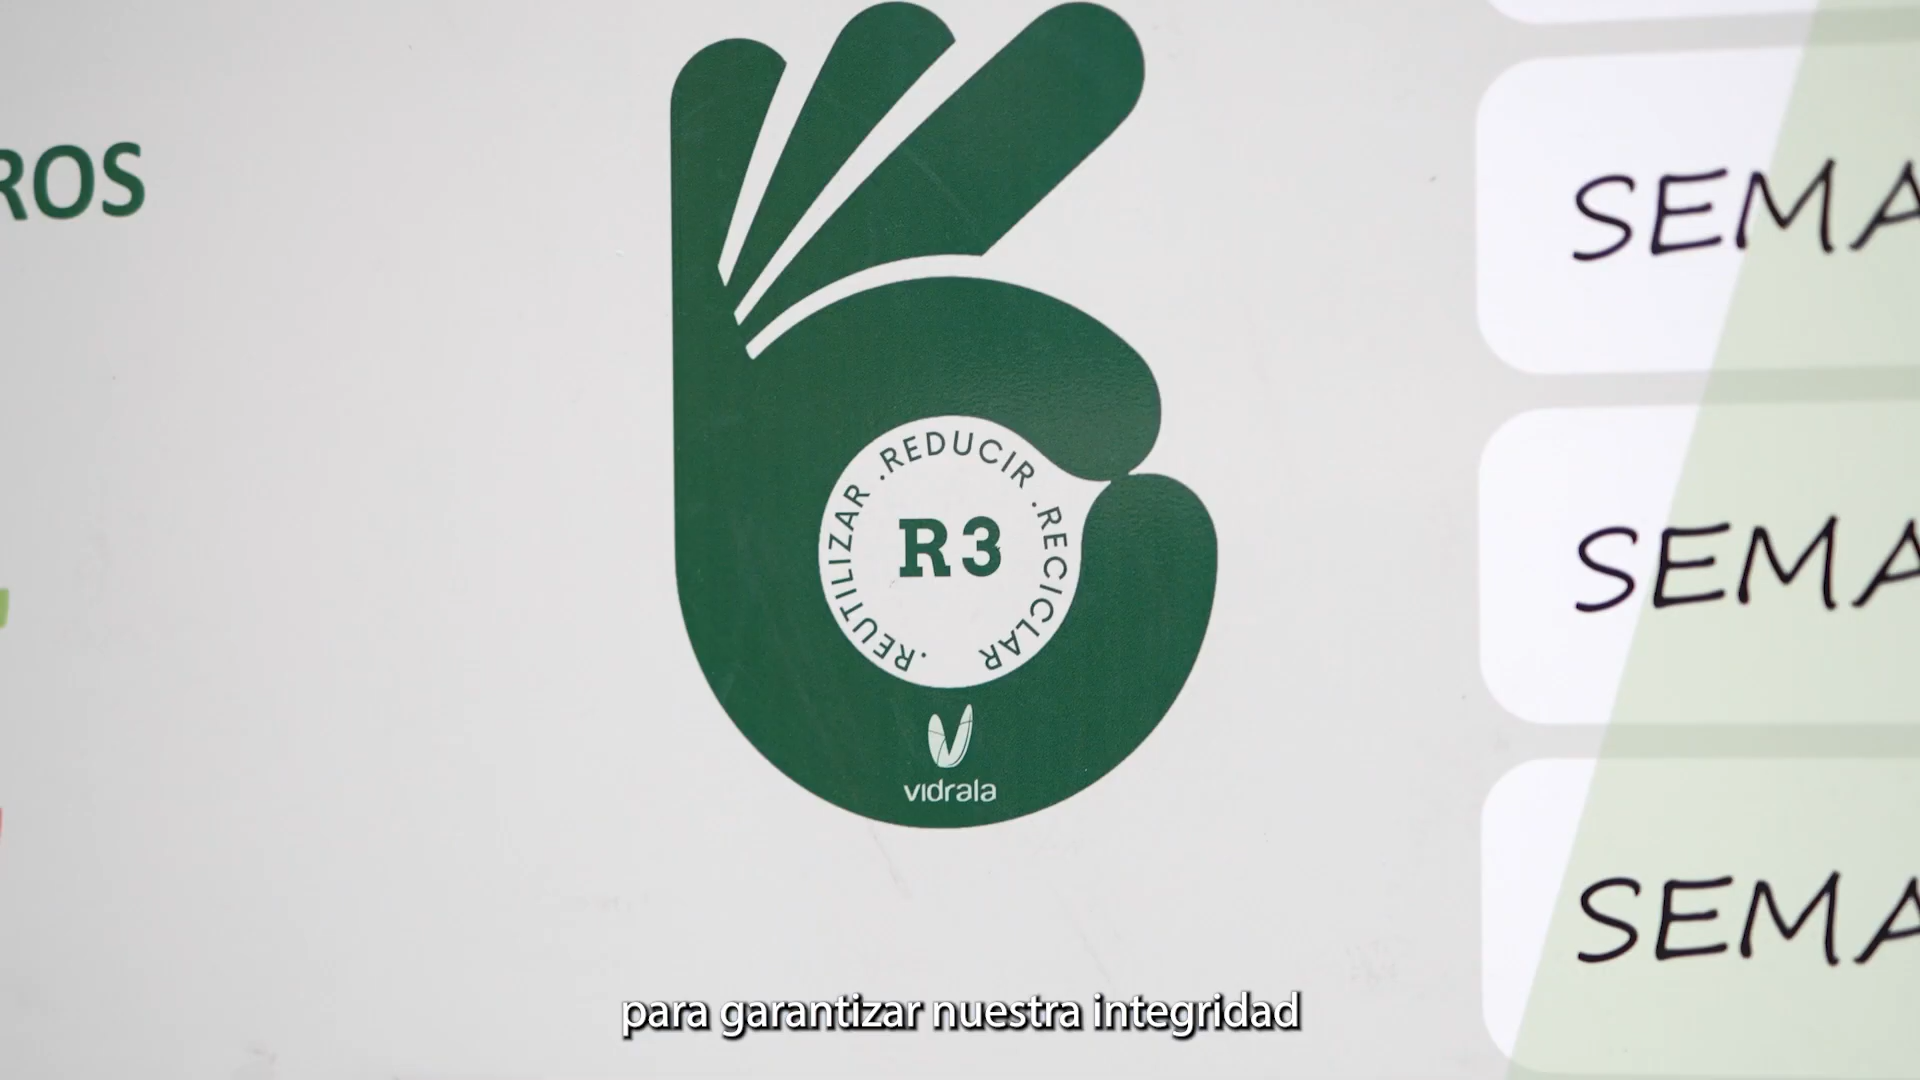 ROS
.REUTILIZAR .REDUCIR .RECICLAR
R3
vidrala
SEMA
SEMA
SEMA
para garantizar nuestra integridad